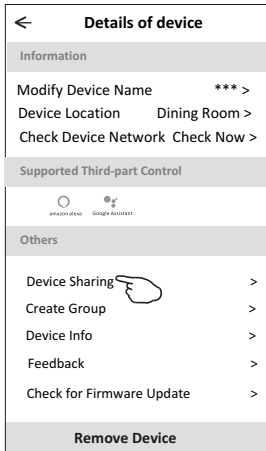 Details of device
Information
Modify Device Name *** >
Device Location Dining Room >
Check Device Network Check Now >
Supported Third-part Control
amazon alexa Google Assistant
Others
Device Sharing >
Create Group >
Device Info >
Feedback >
Check for Firmware Update >
Remove Device